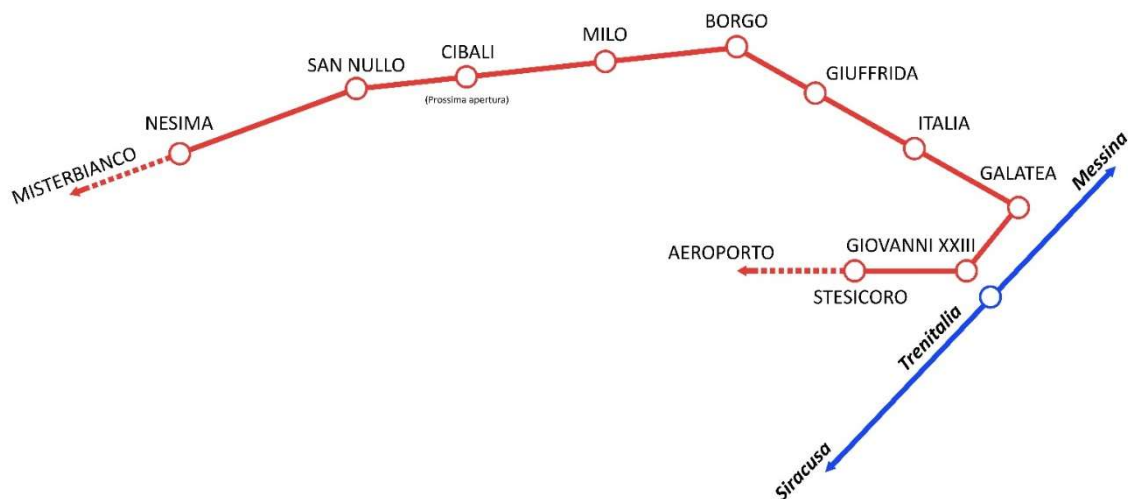 BORGO
MILO
CIBALI
(Prossima apertura)
SAN NULLO
GIUFFRIDA
NESIMA
ITALIA
MISTERBIANCO
GALATEA
Messina
AEROPORTO
GIOVANNI XXIII
STESICORO
Trenitalia
Siracusa